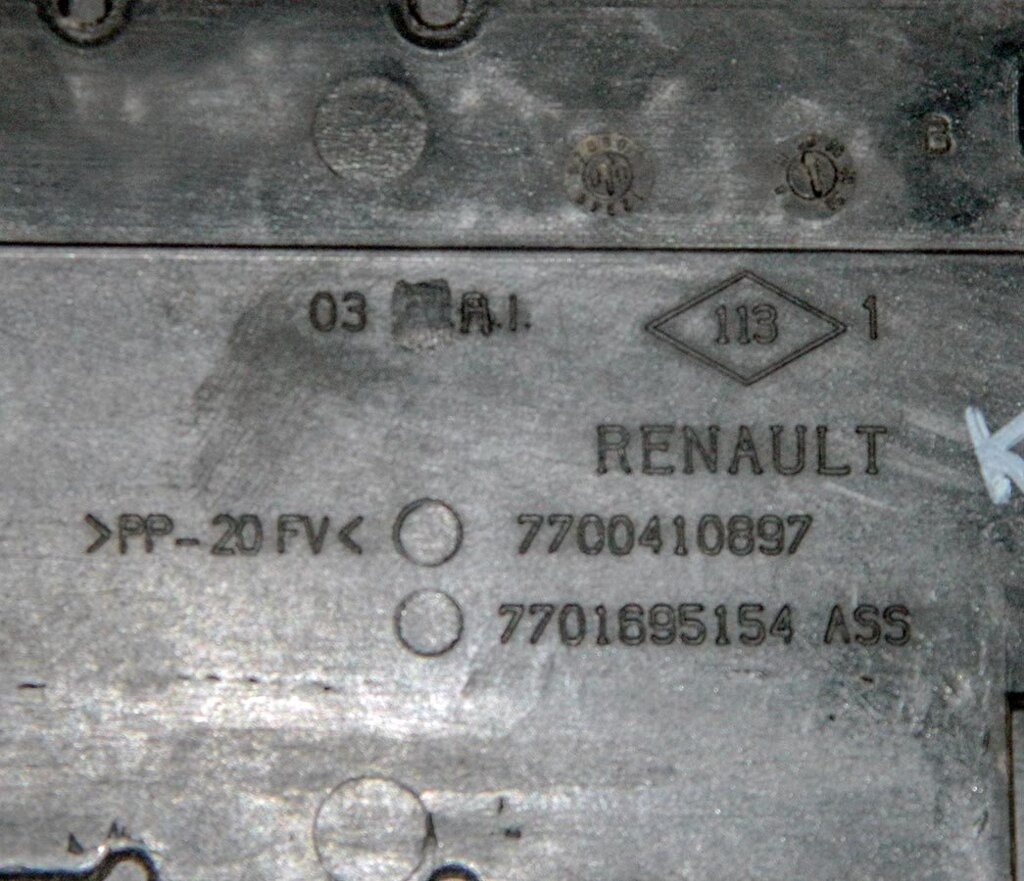 B
03 A.I. 113 1
RENAULT
K
>PP-20 FV< 7700410897
7701695154 ASS